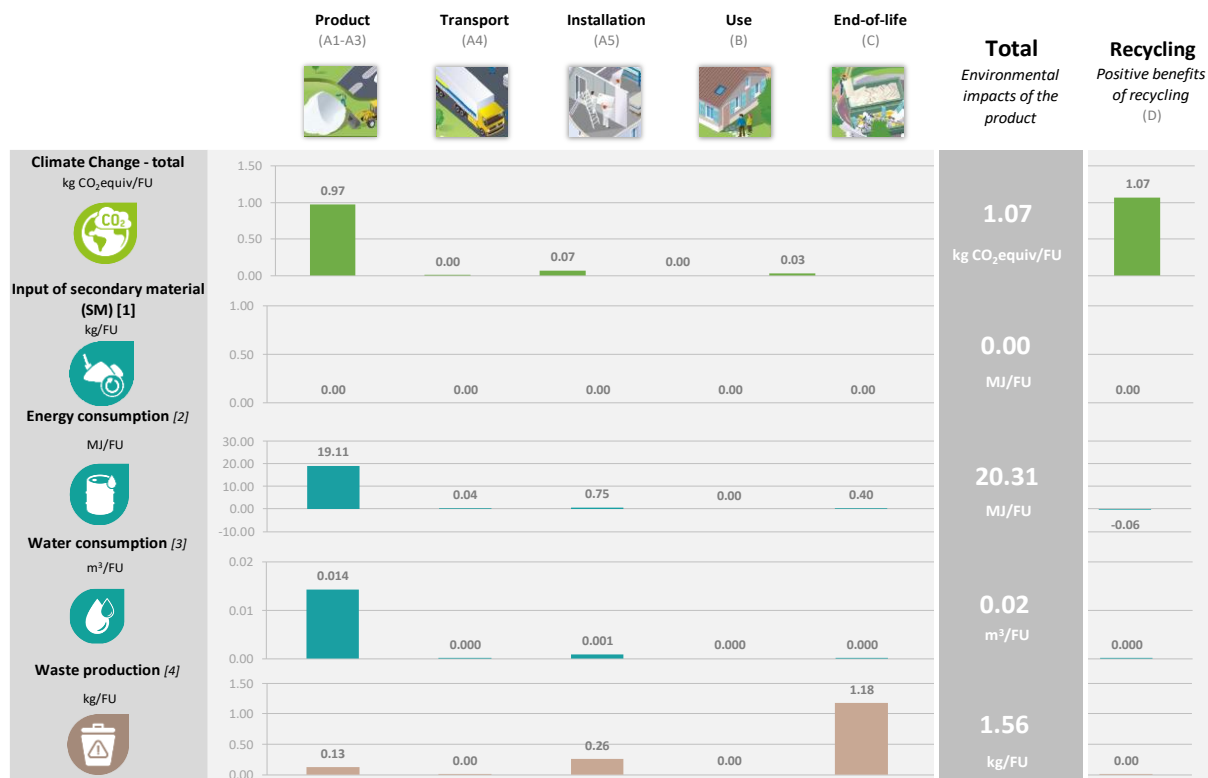 Product
(A1-A3)
Transport
(A4)
Installation
(A5)
Use
(B)
End-of-life
(C)
Total
Environmental
impacts of the
product
Recycling
Positive benefits
of recycling
(D)
Climate Change - total
kg CO₂equiv/FU
CO₂
1.50
1.00
0.50
0.00
0.97
0.00
0.07
0.00
0.03
1.07
kg CO₂equiv/FU
1.07
Input of secondary material
(SM) [1]
kg/FU
1.00
0.50
0.00
0.00
0.00
0.00
0.00
0.00
0.00
MJ/FU
0.00
Energy consumption [2]
MJ/FU
30.00
20.00
10.00
0.00
-10.00
19.11
0.04
0.75
0.00
0.40
20.31
MJ/FU
-0.06
Water consumption [3]
m³/FU
0.02
0.01
0.00
0.014
0.000
0.001
0.000
0.000
0.02
m³/FU
0.000
Waste production [4]
kg/FU
1.50
1.00
0.50
0.00
0.13
0.00
0.26
0.00
1.18
1.56
kg/FU
0.00